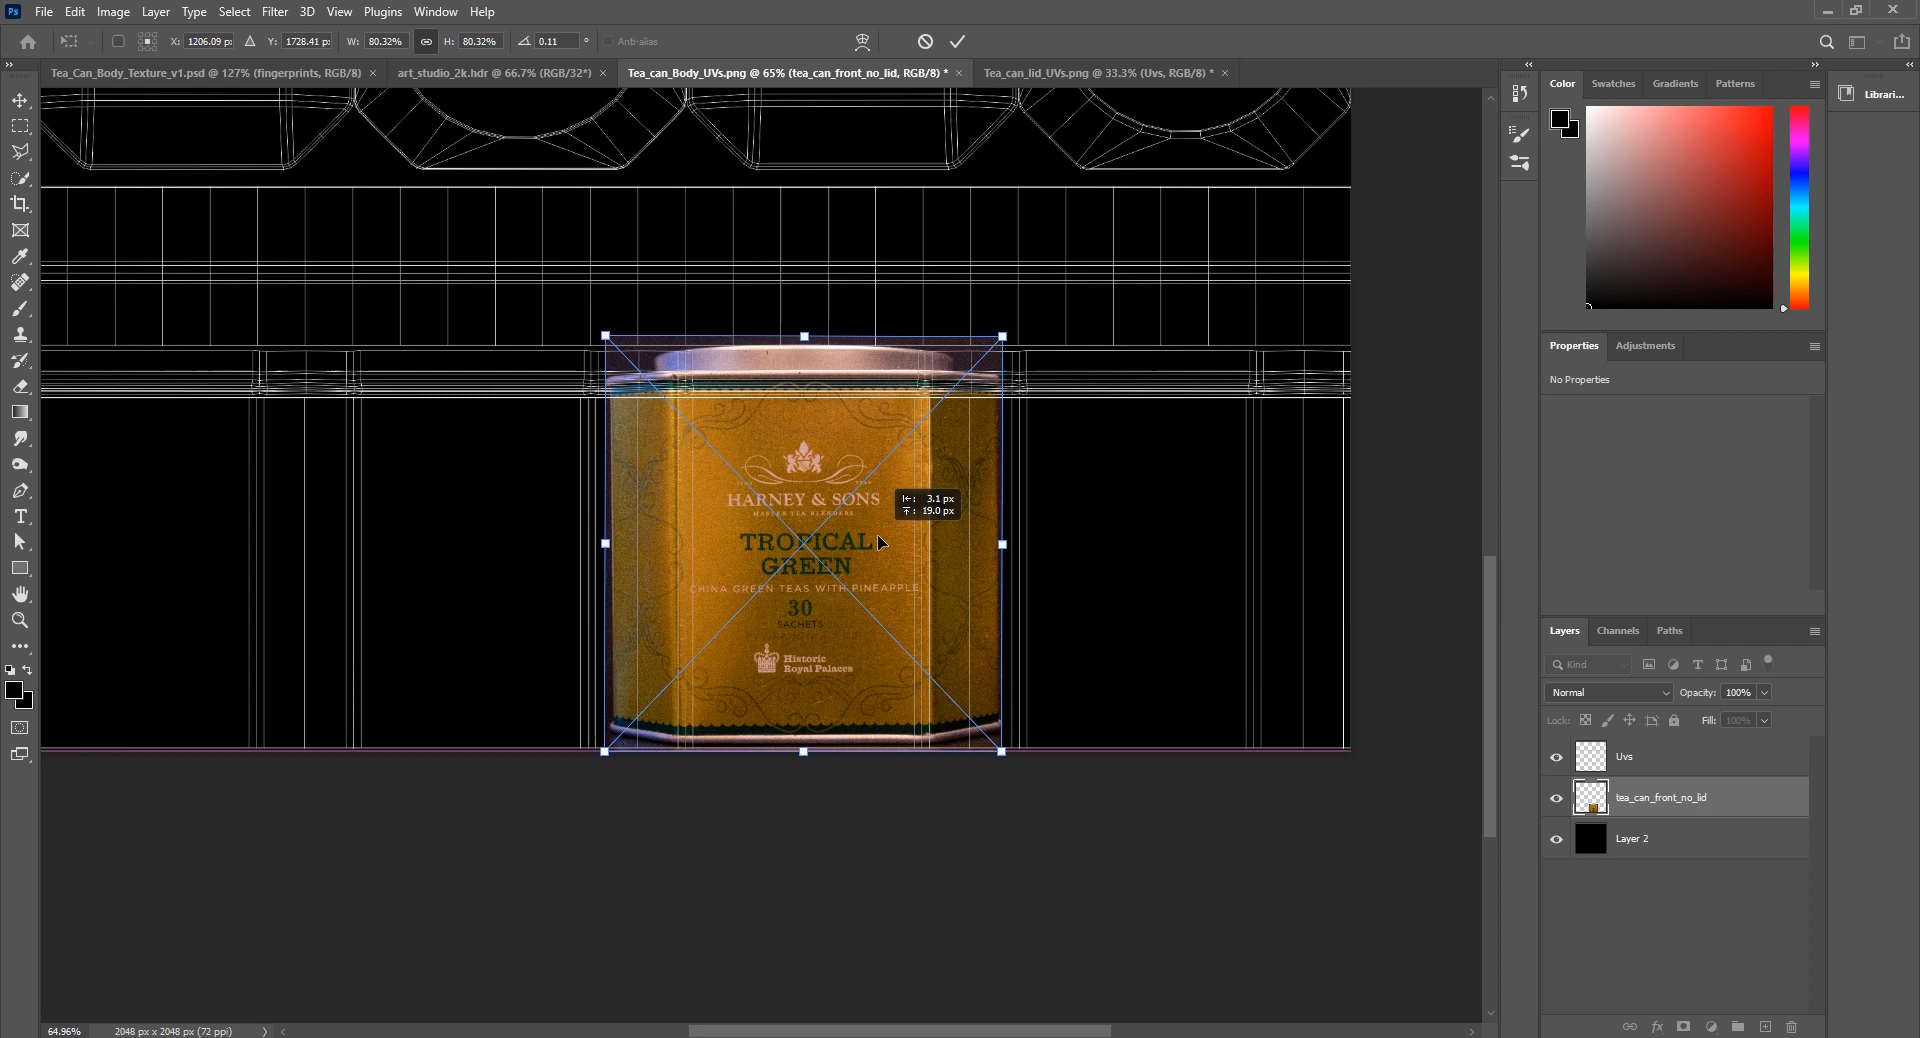 Ps File Edit Image Layer Type Select Filter 3D View Plugins Window Help
X: 1206.09 p: Y: 1728.41 p: W: 80.32% H: 80.32% 0.11 ° Anti-alias
Tea_Can_Body_Texture_v1.psd @ 127% (fingerprints, RGB/8) × art_studio_2k.hdr @ 66.7% (RGB/32*) × Tea_can_Body_UVs.png @ 65% (tea_can_front_no_lid, RGB/8) * × Tea_can_lid_UVs.png @ 33.3% (Uvs, RGB/8) * ×
Color Swatches Gradients Patterns
Librari...
HARNEY & SONS
MASTER TEA BLENDERS
3.1 px
19.0 px
TROPICAL
GREEN
CHINA GREEN TEAS WITH PINEAPPLE
30
SACHETS
Historic
Royal Palaces
Properties Adjustments
No Properties
Layers Channels Paths
Kind
Normal Opacity: 100%
Lock: Fill: 100%
Uvs
tea_can_front_no_lid
Layer 2
fx
64.96% 2048 px x 2048 px (72 ppi)